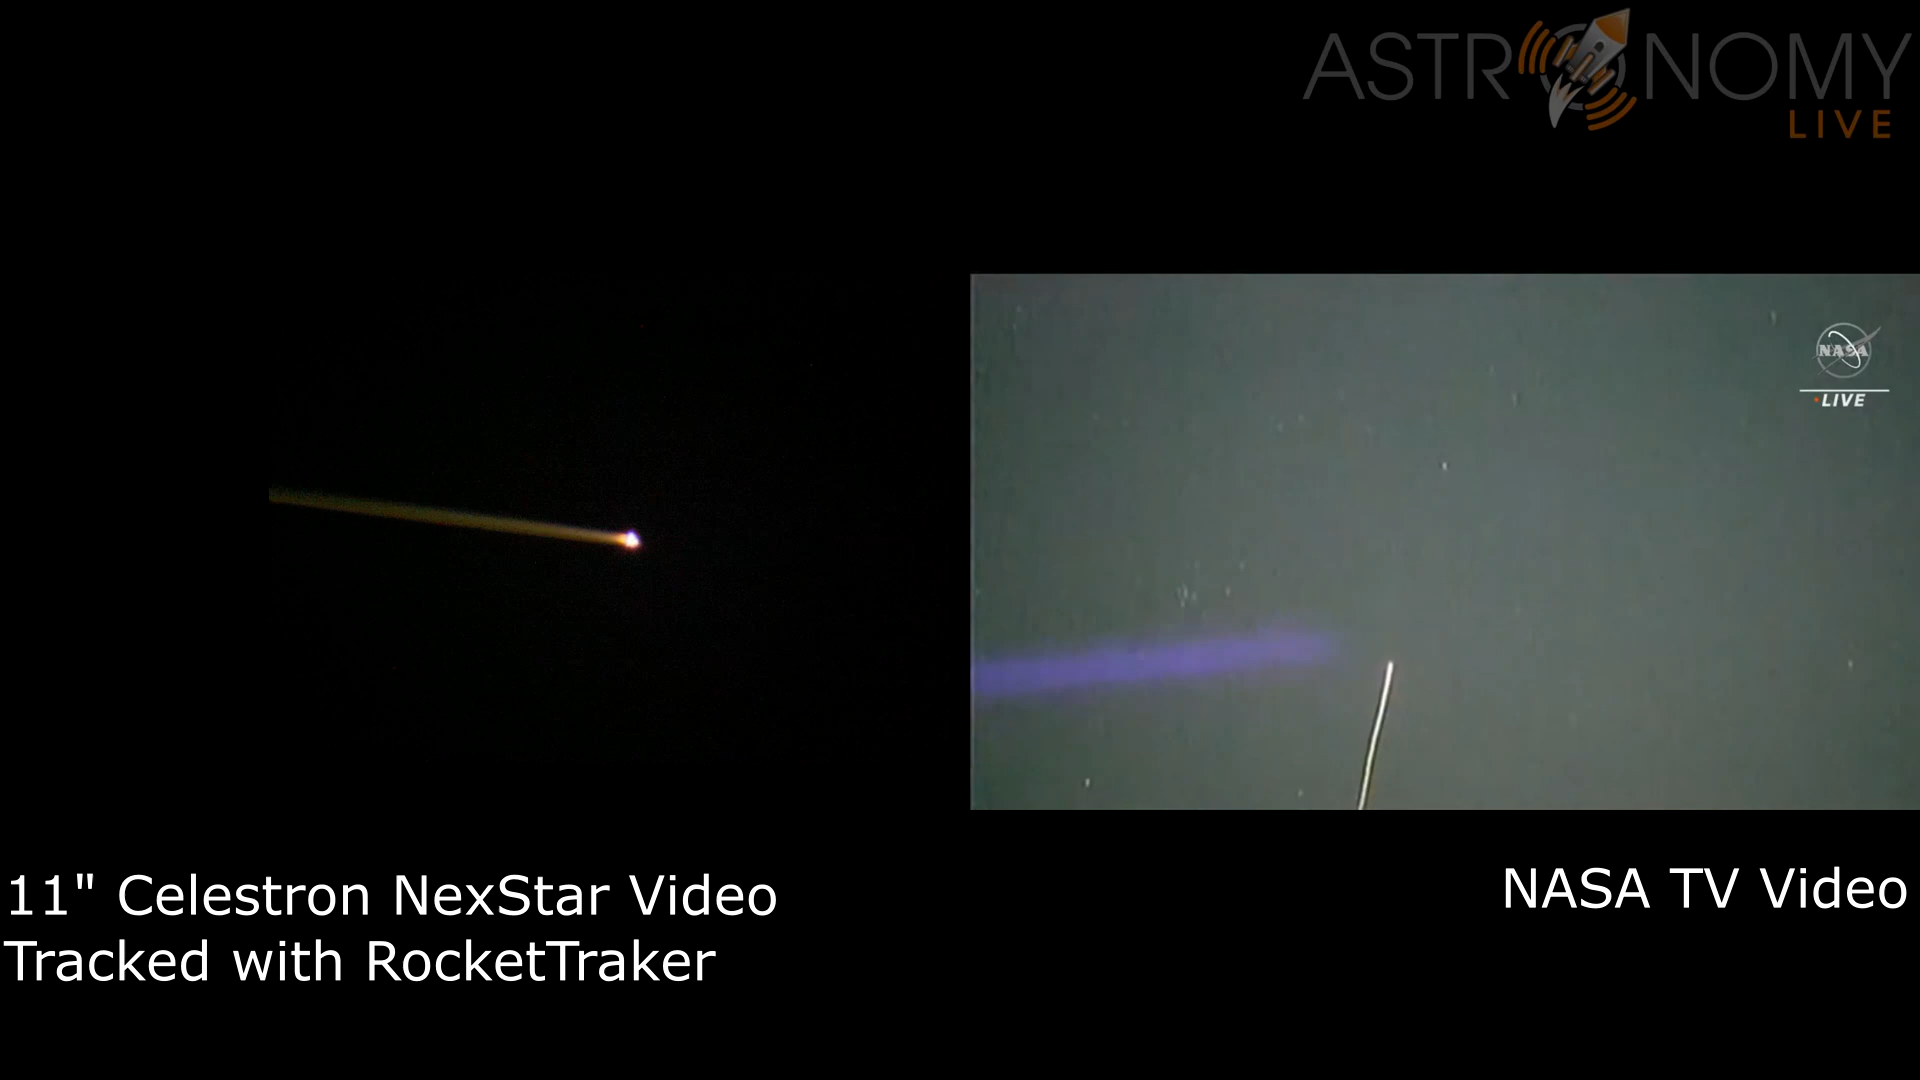 ASTRONOMY
LIVE
NASA
LIVE
11" Celestron NexStar Video
Tracked with RocketTraker
NASA TV Video